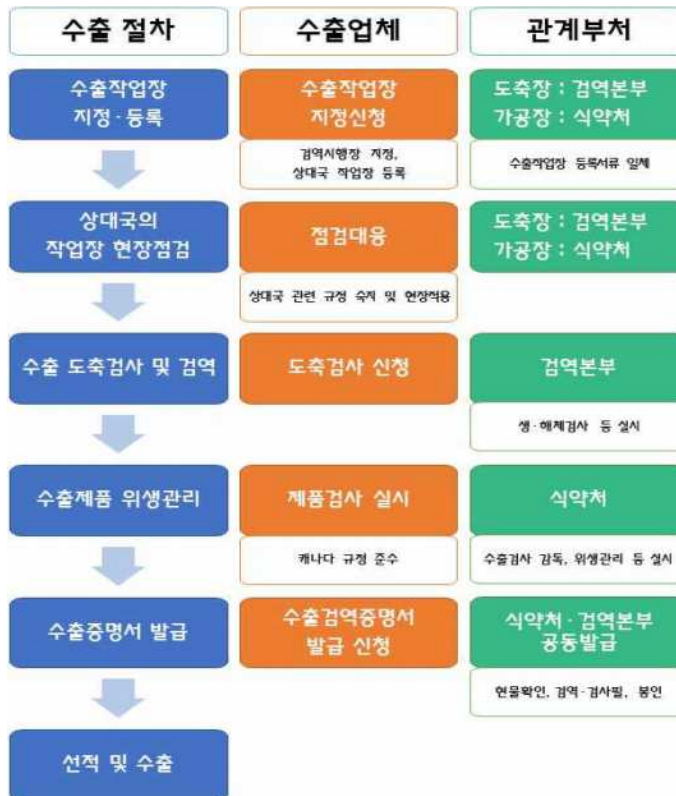 수출 절차
수출업체
관계부처
수출작업장
지정·등록
수출작업장
지정신청
검역시행장 지정,
상대국 작업장 등록
도축장 : 검역본부
가공장 : 식약처
수출작업장 등록서류 일체
상대국의
작업장 현장점검
점검대응
상대국 관련 규정 숙지 및 현장적용
도축장 : 검역본부
가공장 : 식약처
수출 도축검사 및 검역
도축검사 신청
검역본부
생·해체검사 등 실시
수출제품 위생관리
제품검사 실시
캐나다 규정 준수
식약처
수출검사 감독, 위생관리 등 실시
수출증명서 발급
수출검역증명서
발급 신청
식약처·검역본부
공동발급
현물확인, 검역·검사필, 봉인
선적 및 수출